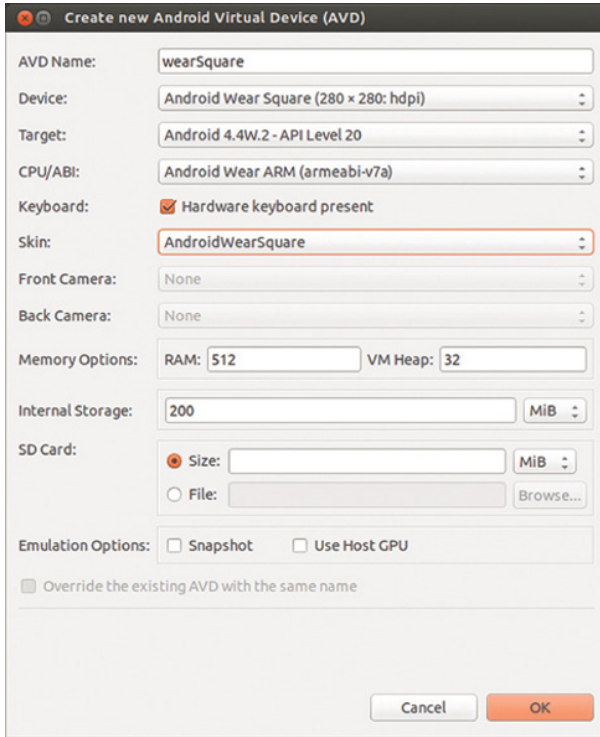 Create new Android Virtual Device (AVD)
AVD Name: wearSquare
Device: Android Wear Square (280 × 280: hdpi)
Target: Android 4.4W.2 - API Level 20
CPU/ABI: Android Wear ARM (armeabi-v7a)
Keyboard: Hardware keyboard present
Skin: AndroidWearSquare
Front Camera: None
Back Camera: None
Memory Options: RAM: 512 VM Heap: 32
Internal Storage: 200 MiB
SD Card:
Size: MiB
File: Browse...
Emulation Options: Snapshot Use Host GPU
Override the existing AVD with the same name
Cancel OK